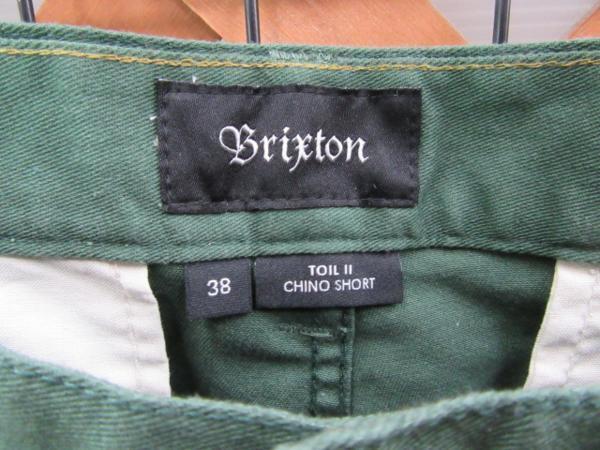 Brixton
38
TOIL II
CHINO SHORT